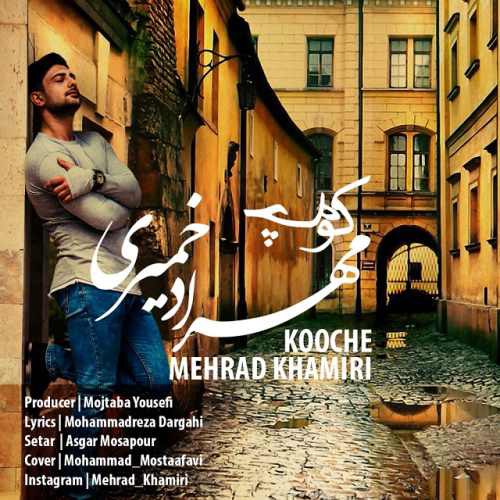 کوچه
مهراد خمیری
KOOCHE
MEHRAD KHAMIRI
Producer | Mojtaba Yousefi
Lyrics | Mohammadreza Dargahi
Setar | Asgar Mosapour
Cover | Mohammad_Mostaafavi
Instagram | Mehrad_Khamiri